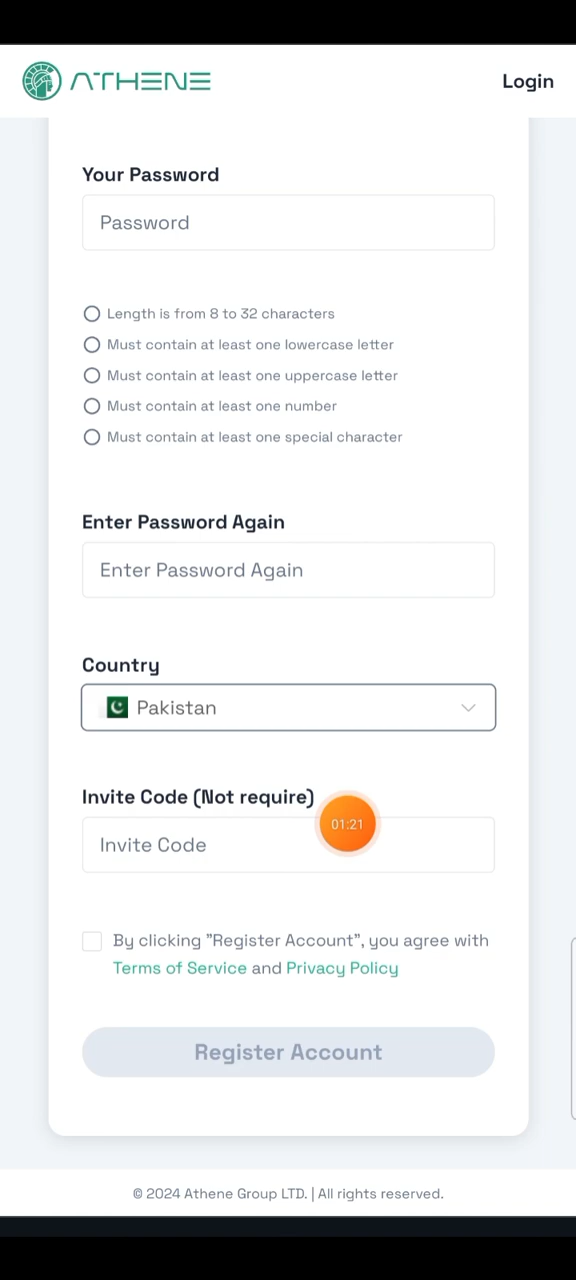 ATHENE
Login
Your Password
Password
Length is from 8 to 32 characters
Must contain at least one lowercase letter
Must contain at least one uppercase letter
Must contain at least one number
Must contain at least one special character
Enter Password Again
Enter Password Again
Country
Pakistan
Invite Code (Not require)
01:21
Invite Code
By clicking "Register Account", you agree with
Terms of Service and Privacy Policy
Register Account
© 2024 Athene Group LTD. | All rights reserved.